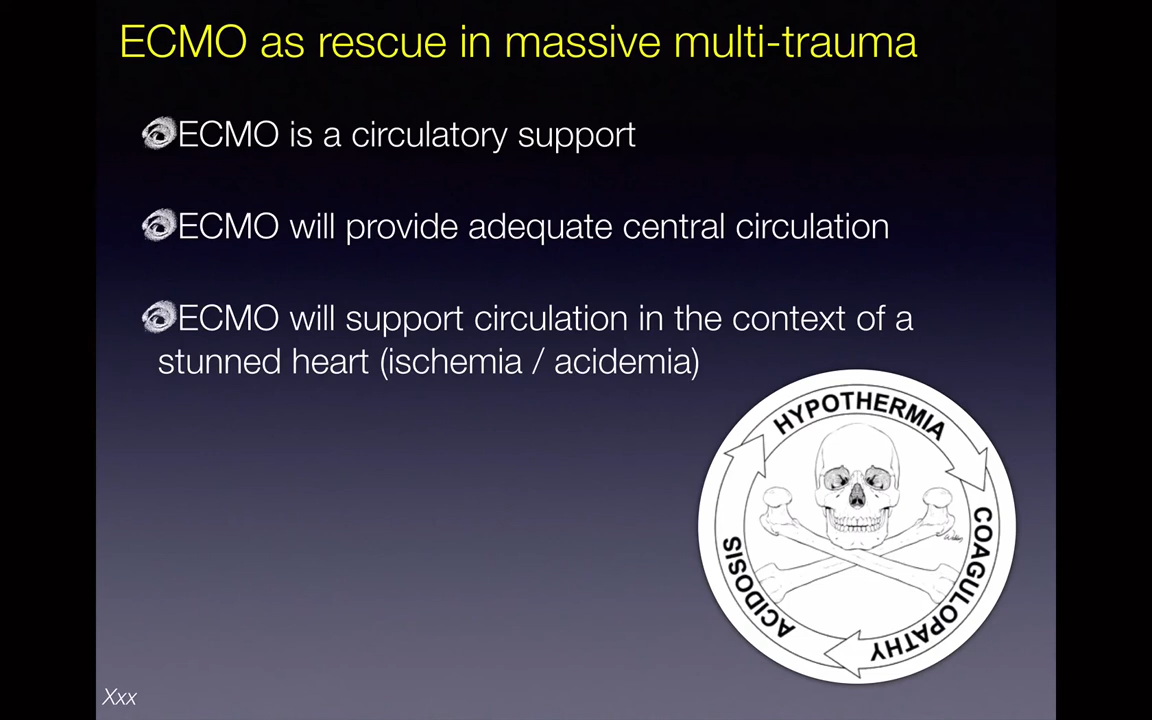 ECMO as rescue in massive multi-trauma
ECMO is a circulatory support
ECMO will provide adequate central circulation
ECMO will support circulation in the context of a
stunned heart (ischemia / acidemia)
HYPOTHERMIA
COAGULOPATHY
ACIDOSIS
Xxx